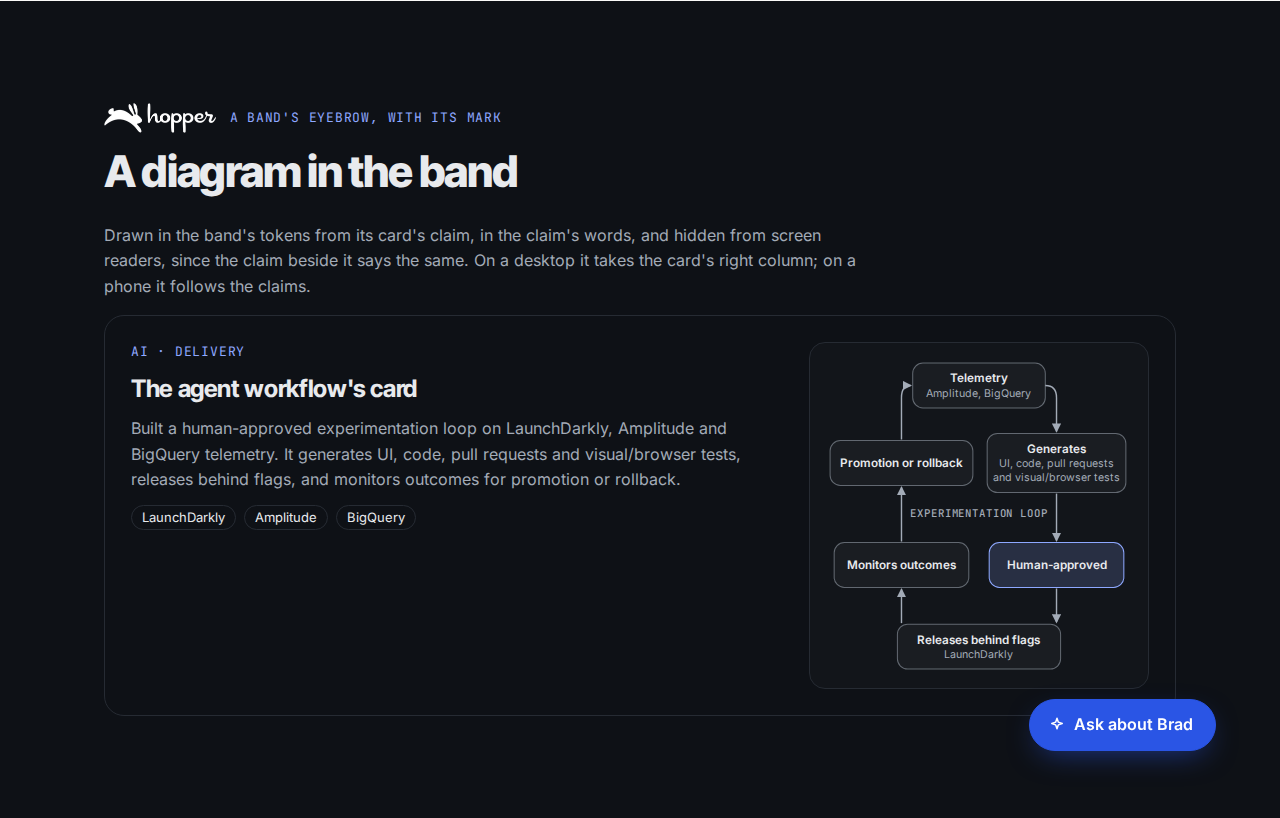 hopper A BAND'S EYEBROW, WITH ITS MARK
A diagram in the band
Drawn in the band's tokens from its card's claim, in the claim's words, and hidden from screen
readers, since the claim beside it says the same. On a desktop it takes the card's right column; on a
phone it follows the claims.
AI · DELIVERY
The agent workflow's card
Built a human-approved experimentation loop on LaunchDarkly, Amplitude and
BigQuery telemetry. It generates UI, code, pull requests and visual/browser tests,
releases behind flags, and monitors outcomes for promotion or rollback.
LaunchDarkly Amplitude BigQuery
Telemetry
Amplitude, BigQuery
Generates
UI, code, pull requests
and visual/browser tests
Promotion or rollback
EXPERIMENTATION LOOP
Monitors outcomes
Human-approved
Releases behind flags
LaunchDarkly
Ask about Brad